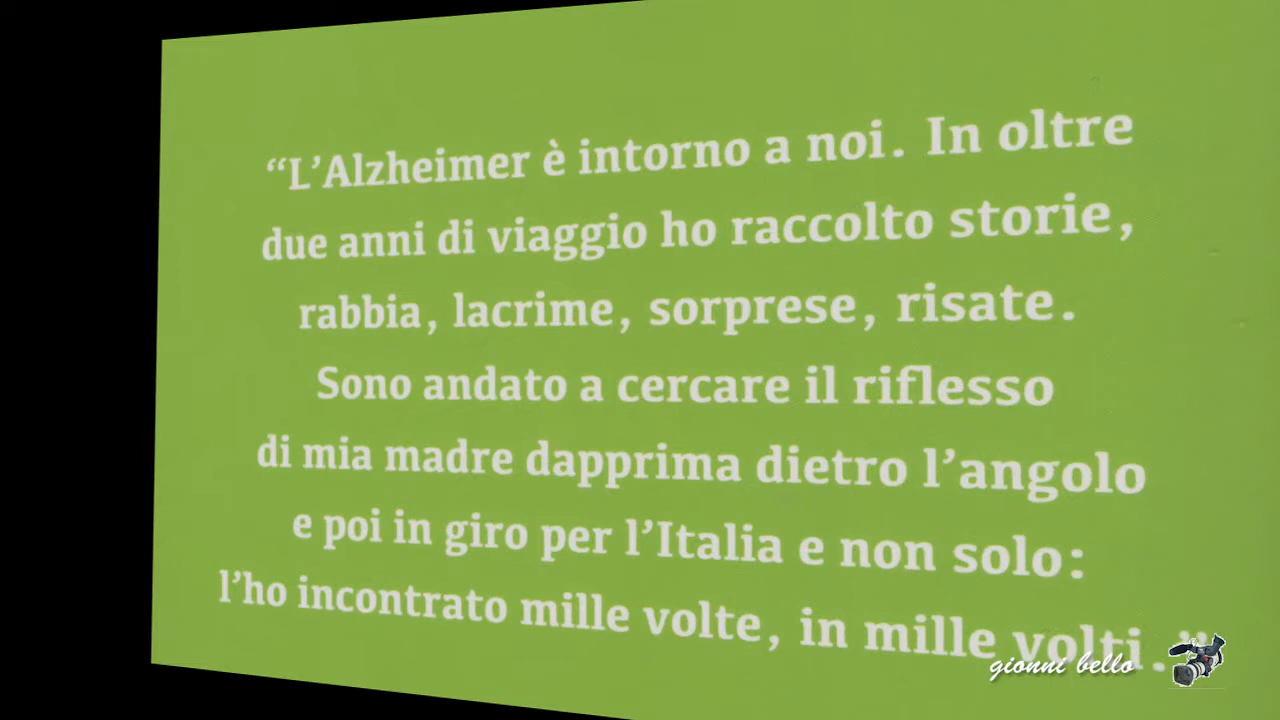 “L’Alzheimer è intorno a noi. In oltre
due anni di viaggio ho raccolto storie,
rabbia, lacrime, sorprese, risate.
Sono andato a cercare il riflesso
di mia madre dapprima dietro l’angolo
e poi in giro per l’Italia e non solo:
l’ho incontrato mille volte, in mille volti.”
gionni bello